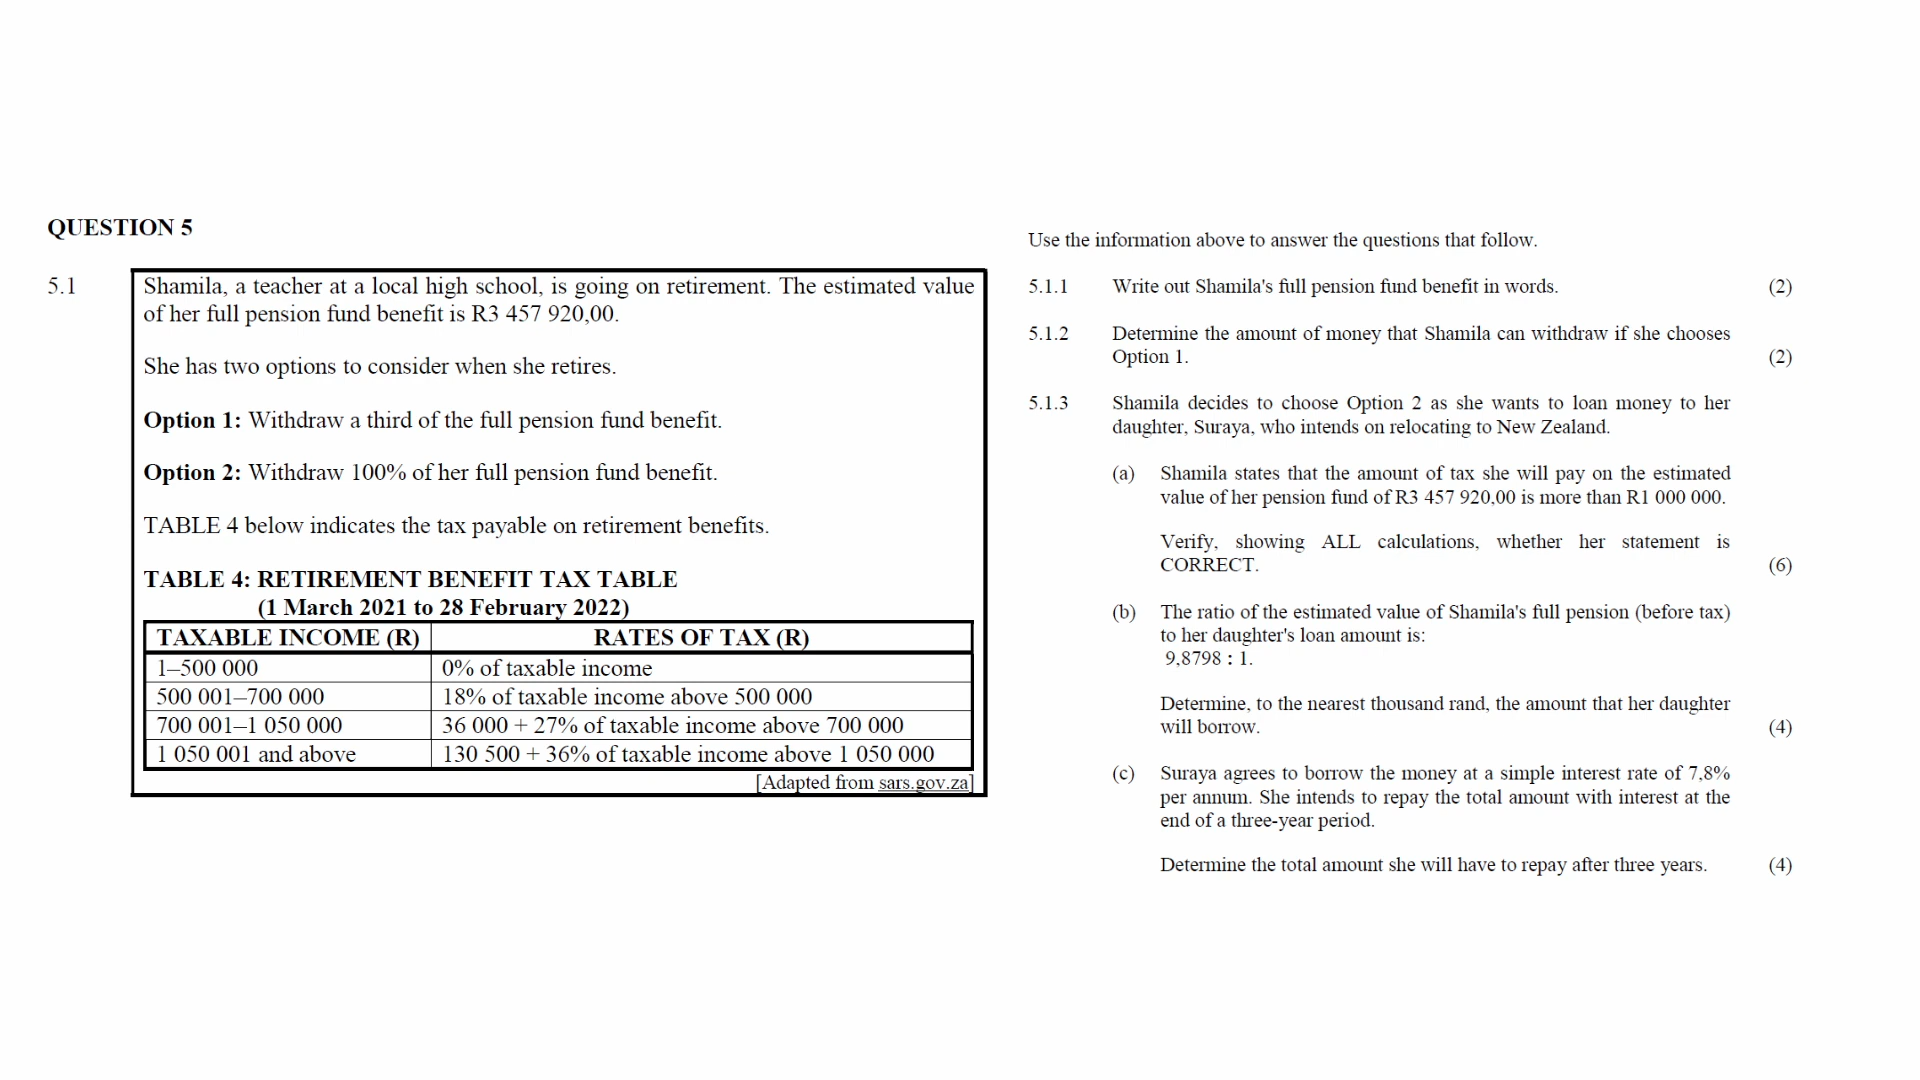 QUESTION 5
5.1
Shamila, a teacher at a local high school, is going on retirement. The estimated value
of her full pension fund benefit is R3 457 920,00.
She has two options to consider when she retires.
Option 1: Withdraw a third of the full pension fund benefit.
Option 2: Withdraw 100% of her full pension fund benefit.
TABLE 4 below indicates the tax payable on retirement benefits.
TABLE 4: RETIREMENT BENEFIT TAX TABLE
(1 March 2021 to 28 February 2022)
TAXABLE INCOME (R) RATES OF TAX (R)
1–500 000 0% of taxable income
500 001–700 000 18% of taxable income above 500 000
700 001–1 050 000 36 000 + 27% of taxable income above 700 000
1 050 001 and above 130 500 + 36% of taxable income above 1 050 000
[Adapted from sars.gov.za]
Use the information above to answer the questions that follow.
5.1.1 Write out Shamila's full pension fund benefit in words. (2)
5.1.2 Determine the amount of money that Shamila can withdraw if she chooses
Option 1. (2)
5.1.3 Shamila decides to choose Option 2 as she wants to loan money to her
daughter, Suraya, who intends on relocating to New Zealand.
(a) Shamila states that the amount of tax she will pay on the estimated
value of her pension fund of R3 457 920,00 is more than R1 000 000.
Verify, showing ALL calculations, whether her statement is
CORRECT. (6)
(b) The ratio of the estimated value of Shamila's full pension (before tax)
to her daughter's loan amount is:
9,8798 : 1.
Determine, to the nearest thousand rand, the amount that her daughter
will borrow. (4)
(c) Suraya agrees to borrow the money at a simple interest rate of 7,8%
per annum. She intends to repay the total amount with interest at the
end of a three-year period.
Determine the total amount she will have to repay after three years. (4)